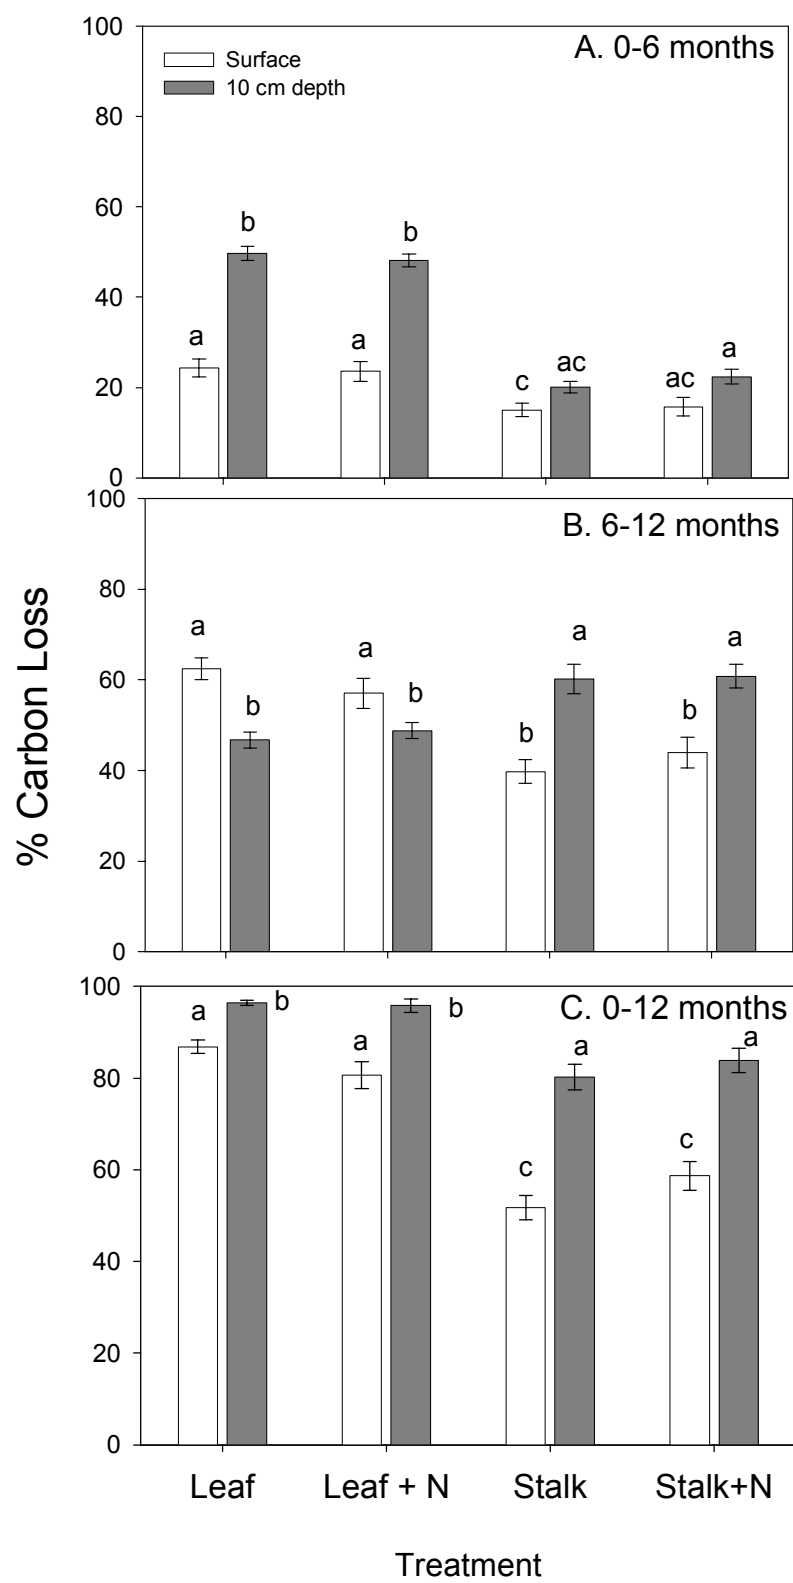 100
A. 0-6 months
Surface
10 cm depth
80
60
b
b
40
a
a
c
ac
ac
a
20
0
100
B. 6-12 months
80
a
b
a
b
b
a
b
a
60
40
20
0
% Carbon Loss
100
C. 0-12 months
a
b
a
b
c
a
c
a
80
60
40
20
0
Leaf
Leaf + N
Stalk
Stalk+N
Treatment